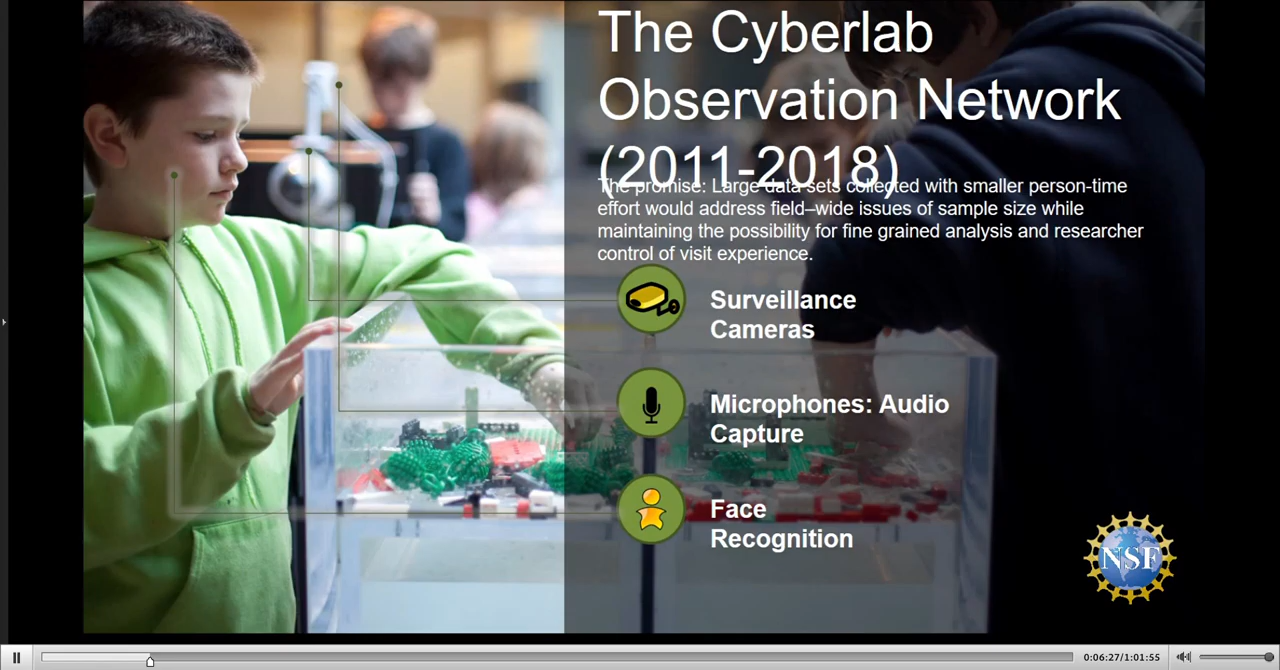 The Cyberlab
Observation Network
(2011-2018)
The promise: Large data sets collected with smaller person-time
effort would address field–wide issues of sample size while
maintaining the possibility for fine grained analysis and researcher
control of visit experience.
Surveillance
Cameras
Microphones: Audio
Capture
Face
Recognition
NSF
0:06:27/1:01:55